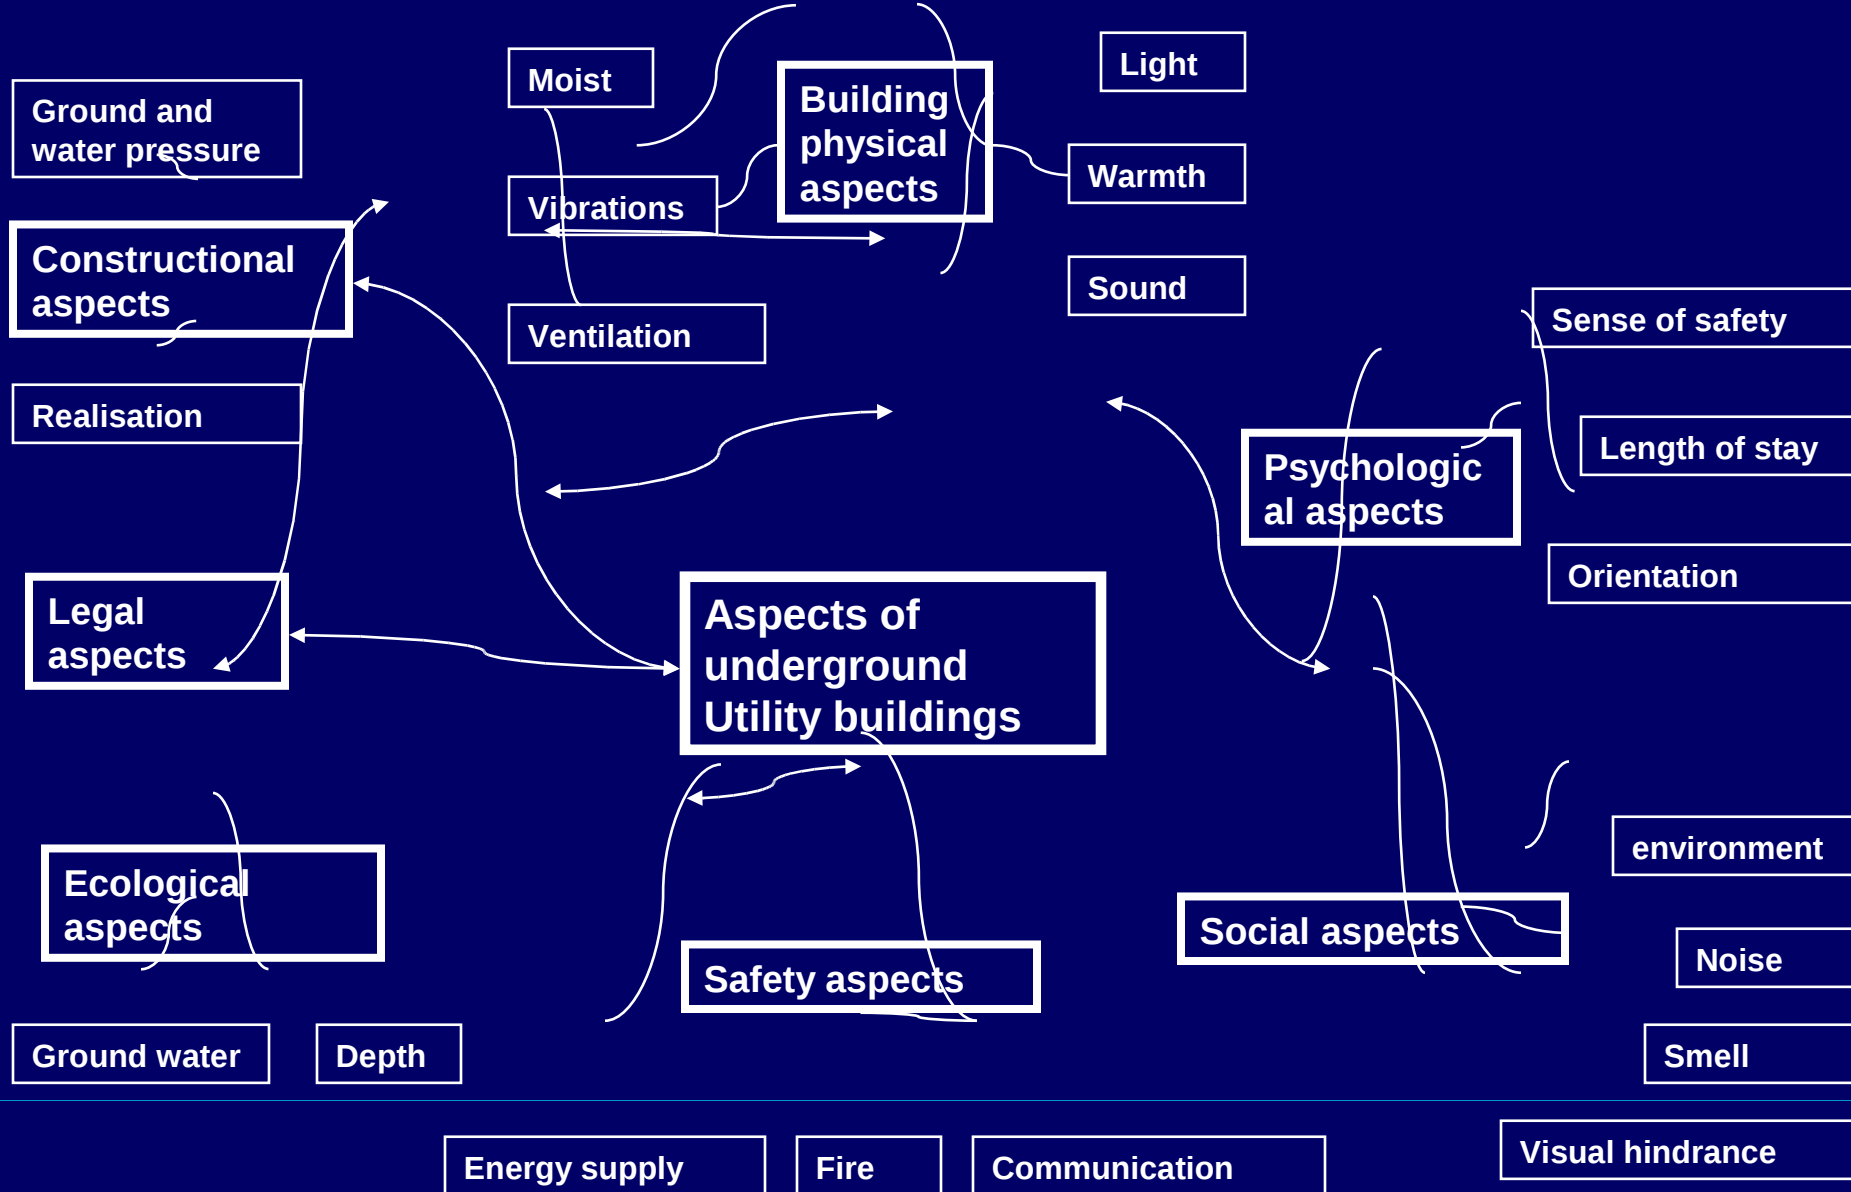 Light
Moist
Building
physical
aspects
Ground and
water pressure
Warmth
Vibrations
Constructional
aspects
Sound
Sense of safety
Ventilation
Realisation
Length of stay
Psychologic
al aspects
Orientation
Legal
aspects
Aspects of
underground
Utility buildings
environment
Ecological
aspects
Social aspects
Noise
Safety aspects
Ground water
Depth
Smell
Visual hindrance
Energy supply
Fire
Communication